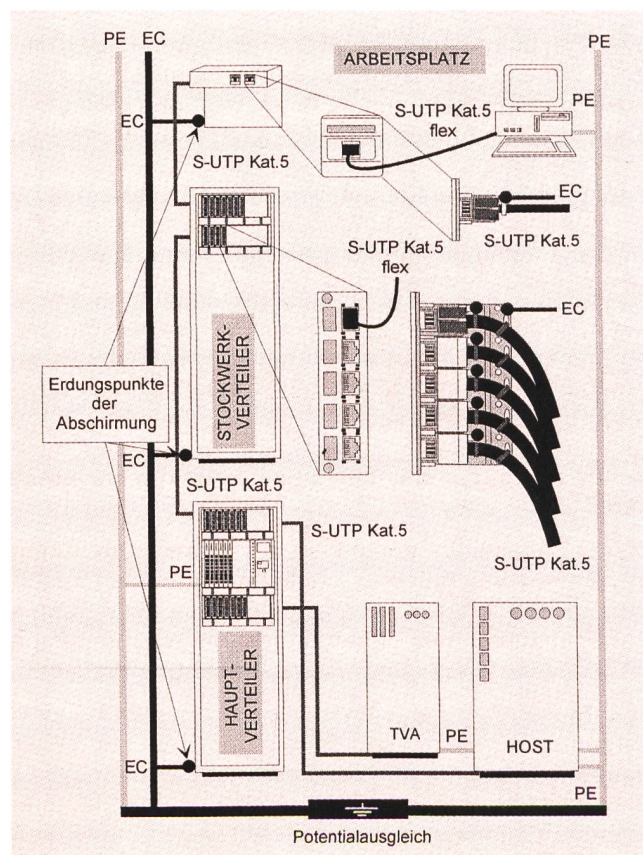 PE EC
PE
ARBEITSPLATZ
S-UTP Kat.5
flex
PE
EC
S-UTP Kat.5
EC
S-UTP Kat.5
S-UTP Kat.5
flex
EC
STOCKWERK-
VERTEILER
Erdungspunkte
der
Abschirmung
EC
S-UTP Kat.5
S-UTP Kat.5
S-UTP Kat.5
PE
HAUPT-
VERTEILER
TVA
PE
HOST
EC
PE
Potentialausgleich